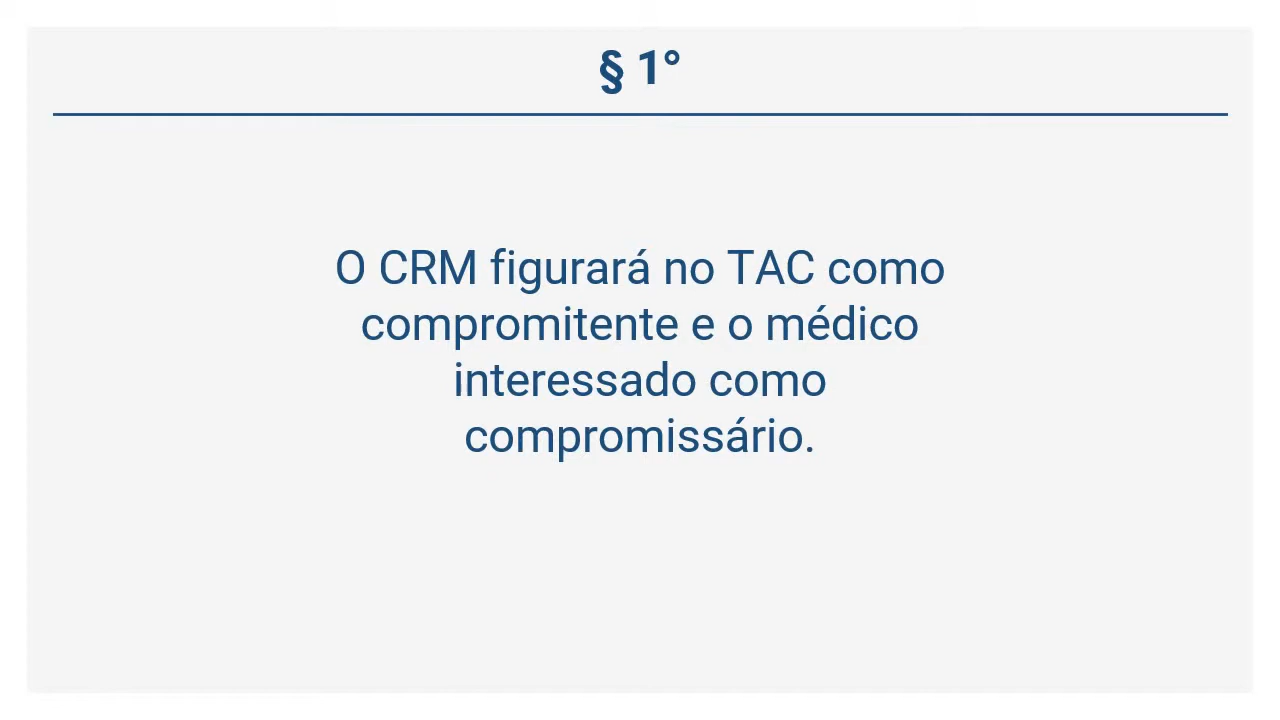 § 1°
O CRM figurará no TAC como
compromitente e o médico
interessado como
compromissário.